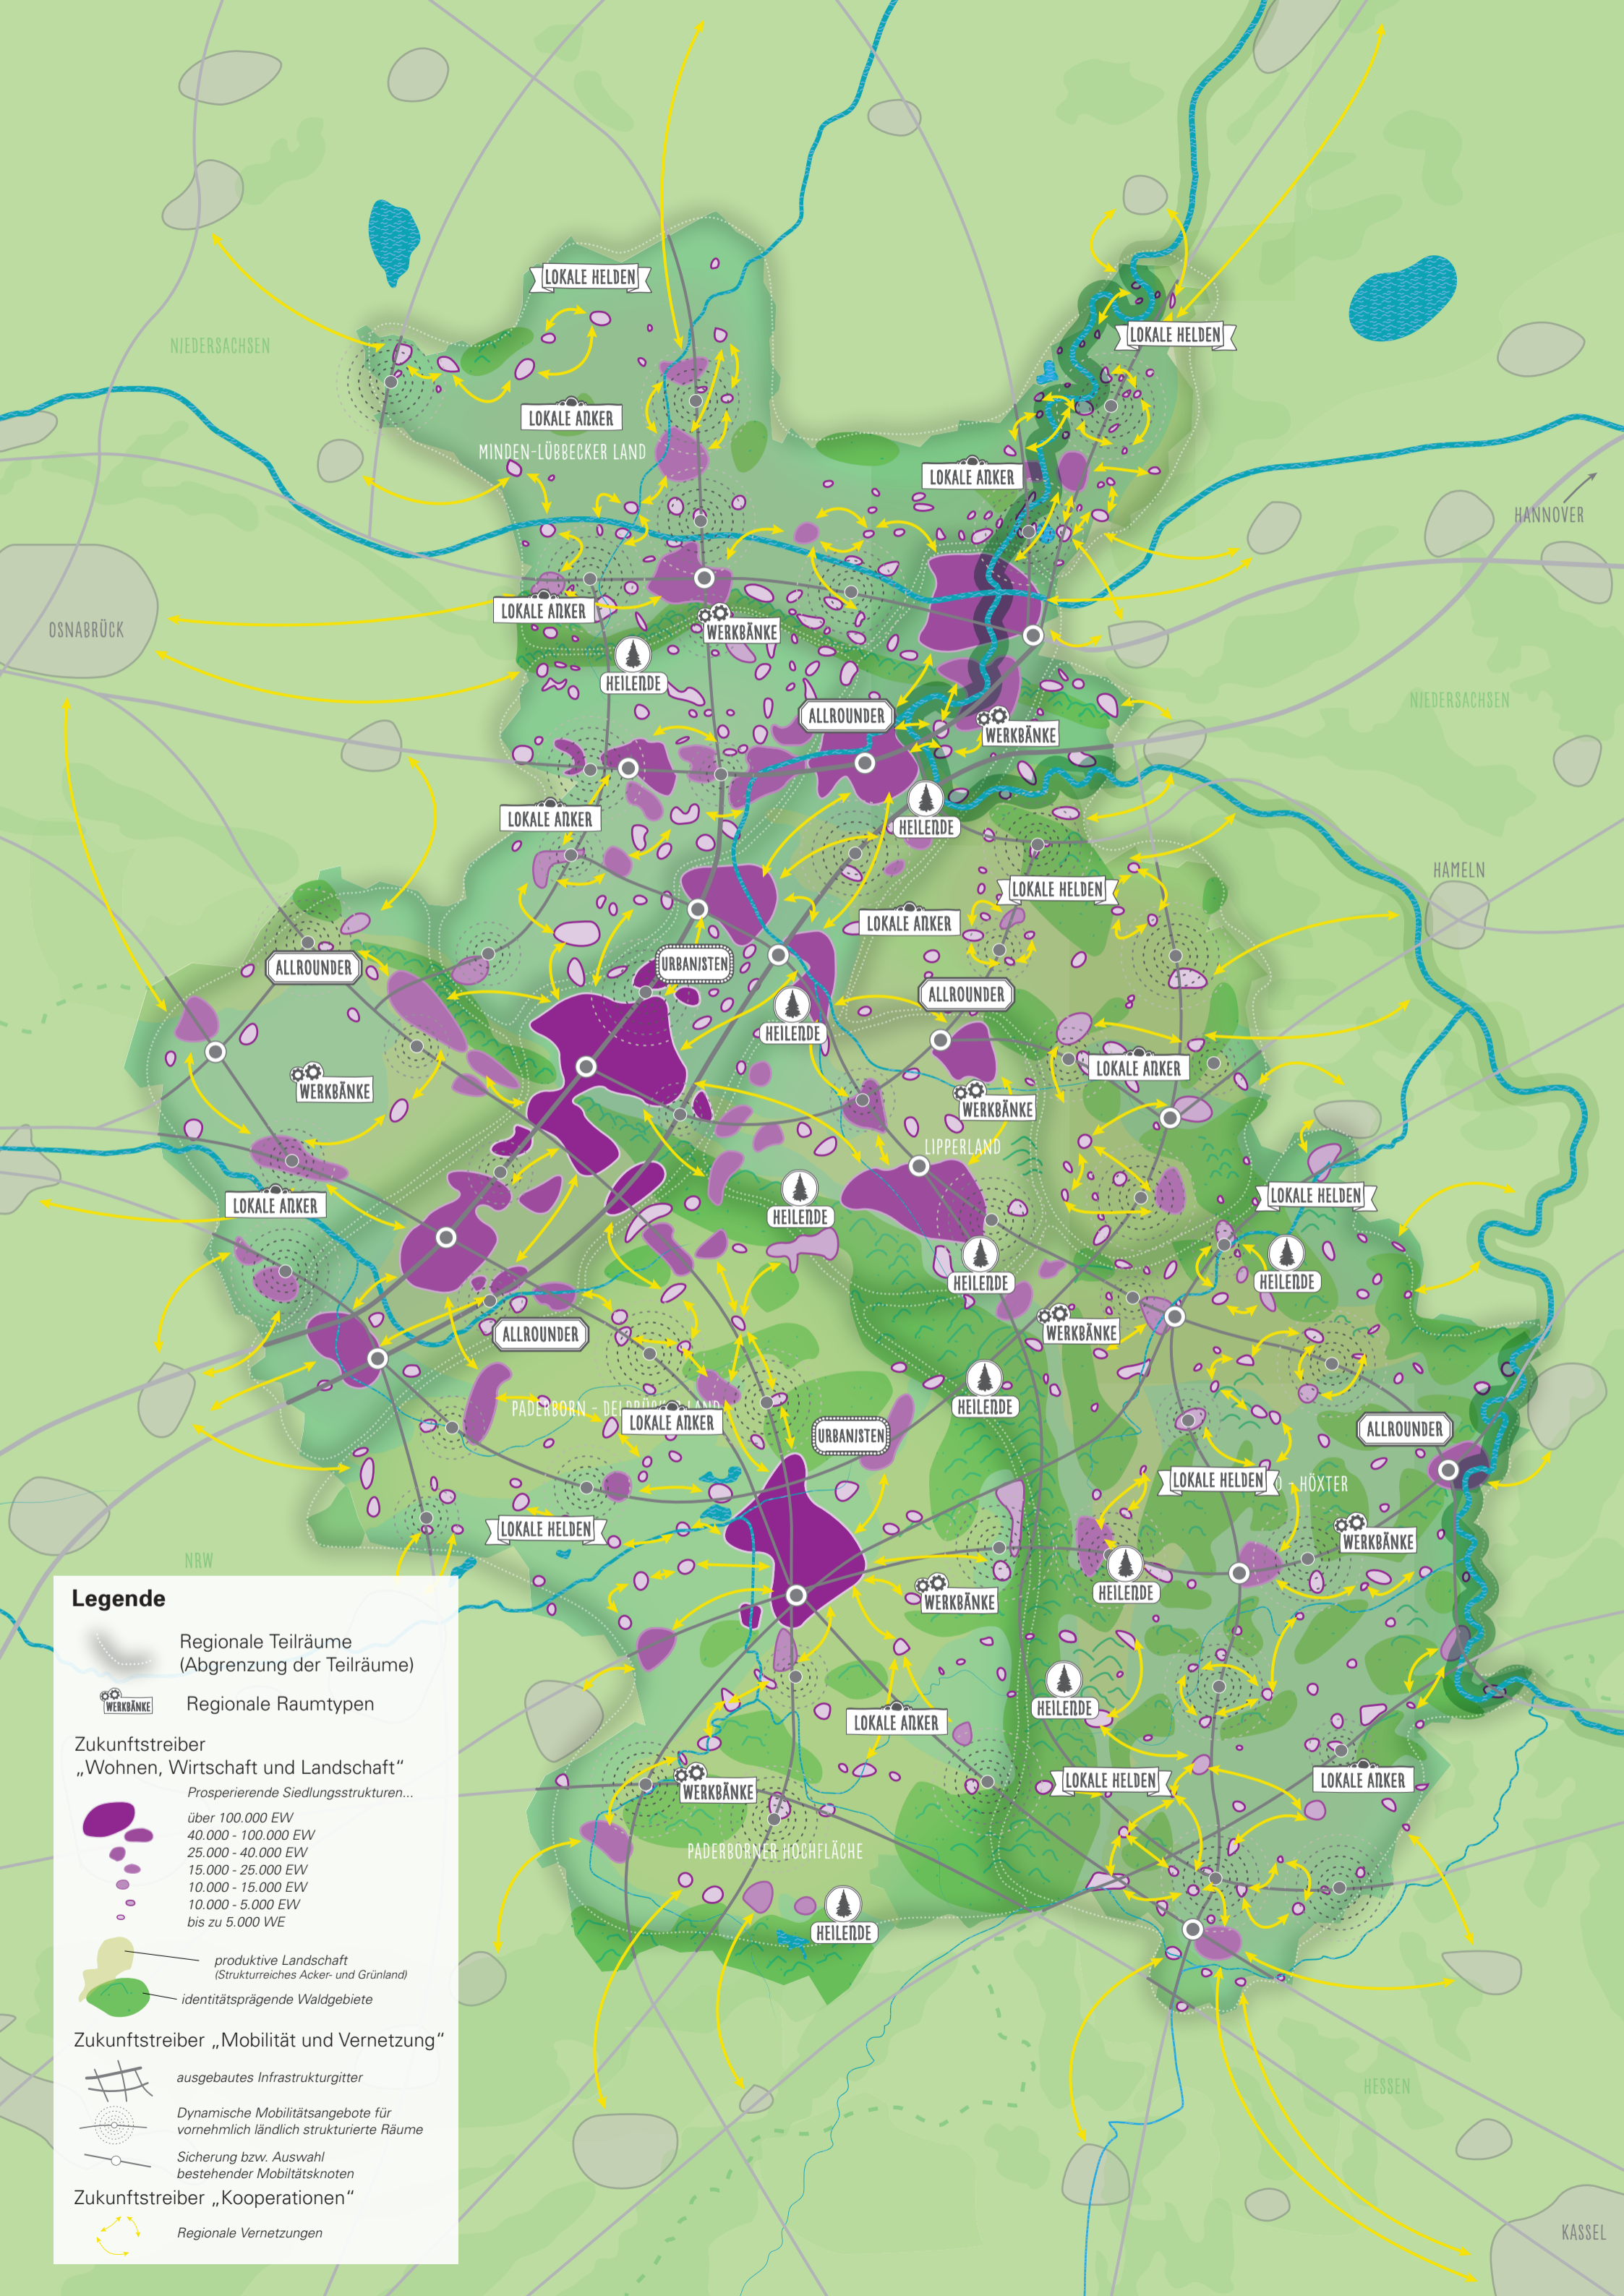 LOKALE HELDEN
LOKALE HELDEN
NIEDERSACHSEN
LOKALE ANKER
MINDEN-LÜBBECKER LAND
LOKALE ANKER
HANNOVER
LOKALE ANKER
OSNABRÜCK
WERKBÄNKE
HEILENDE
NIEDERSACHSEN
ALLROUNDER
WERKBÄNKE
LOKALE ANKER
HEILENDE
HAMELN
LOKALE HELDEN
LOKALE ANKER
ALLROUNDER
URBANISTEN
ALLROUNDER
HEILENDE
LOKALE ANKER
WERKBÄNKE
WERKBÄNKE
LIPPERLAND
LOKALE ANKER
HEILENDE
LOKALE HELDEN
HEILENDE
HEILENDE
ALLROUNDER
WERKBÄNKE
HEILENDE
PADERBORN - DELBRÜCK LAND
LOKALE ANKER
URBANISTEN
ALLROUNDER
LOKALE HELDEN
- HÖXTER
LOKALE HELDEN
WERKBÄNKE
NRW
HEILENDE
WERKBÄNKE
HEILENDE
LOKALE ANKER
WERKBÄNKE
LOKALE HELDEN
LOKALE ANKER
PADERBORNER HOCHFLÄCHE
HEILENDE
HESSEN
KASSEL
Legende
Regionale Teilräume
(Abgrenzung der Teilräume)
WERKBÄNKE
Regionale Raumtypen
Zukunftstreiber
„Wohnen, Wirtschaft und Landschaft“
Prosperierende Siedlungsstrukturen...
über 100.000 EW
40.000 - 100.000 EW
25.000 - 40.000 EW
15.000 - 25.000 EW
10.000 - 15.000 EW
10.000 - 5.000 EW
bis zu 5.000 WE
produktive Landschaft
(Strukturreiches Acker- und Grünland)
identitätsprägende Waldgebiete
Zukunftstreiber „Mobilität und Vernetzung“
ausgebautes Infrastrukturgitter
Dynamische Mobilitätsangebote für
vornehmlich ländlich strukturierte Räume
Sicherung bzw. Auswahl
bestehender Mobiltätsknoten
Zukunftstreiber „Kooperationen“
Regionale Vernetzungen